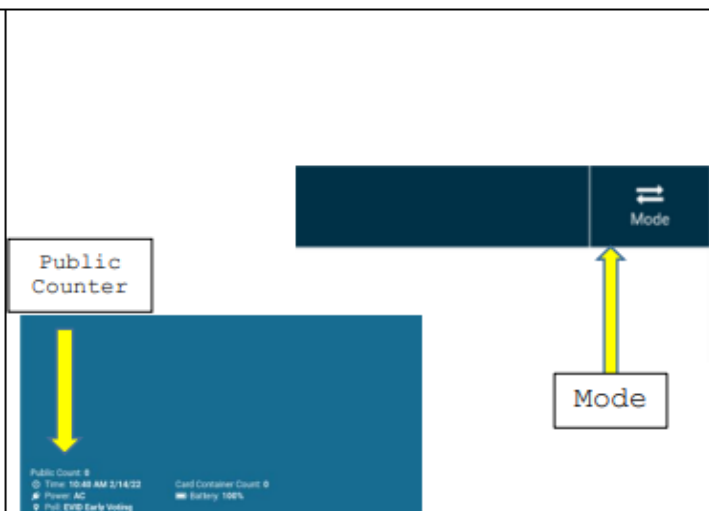 Mode
Public
Counter
Mode
Public Count: 0
Time: 10:40 AM 2/14/22
Card Container Count: 0
Power: AC
Battery: 100%
Poll: EVID Early Voting